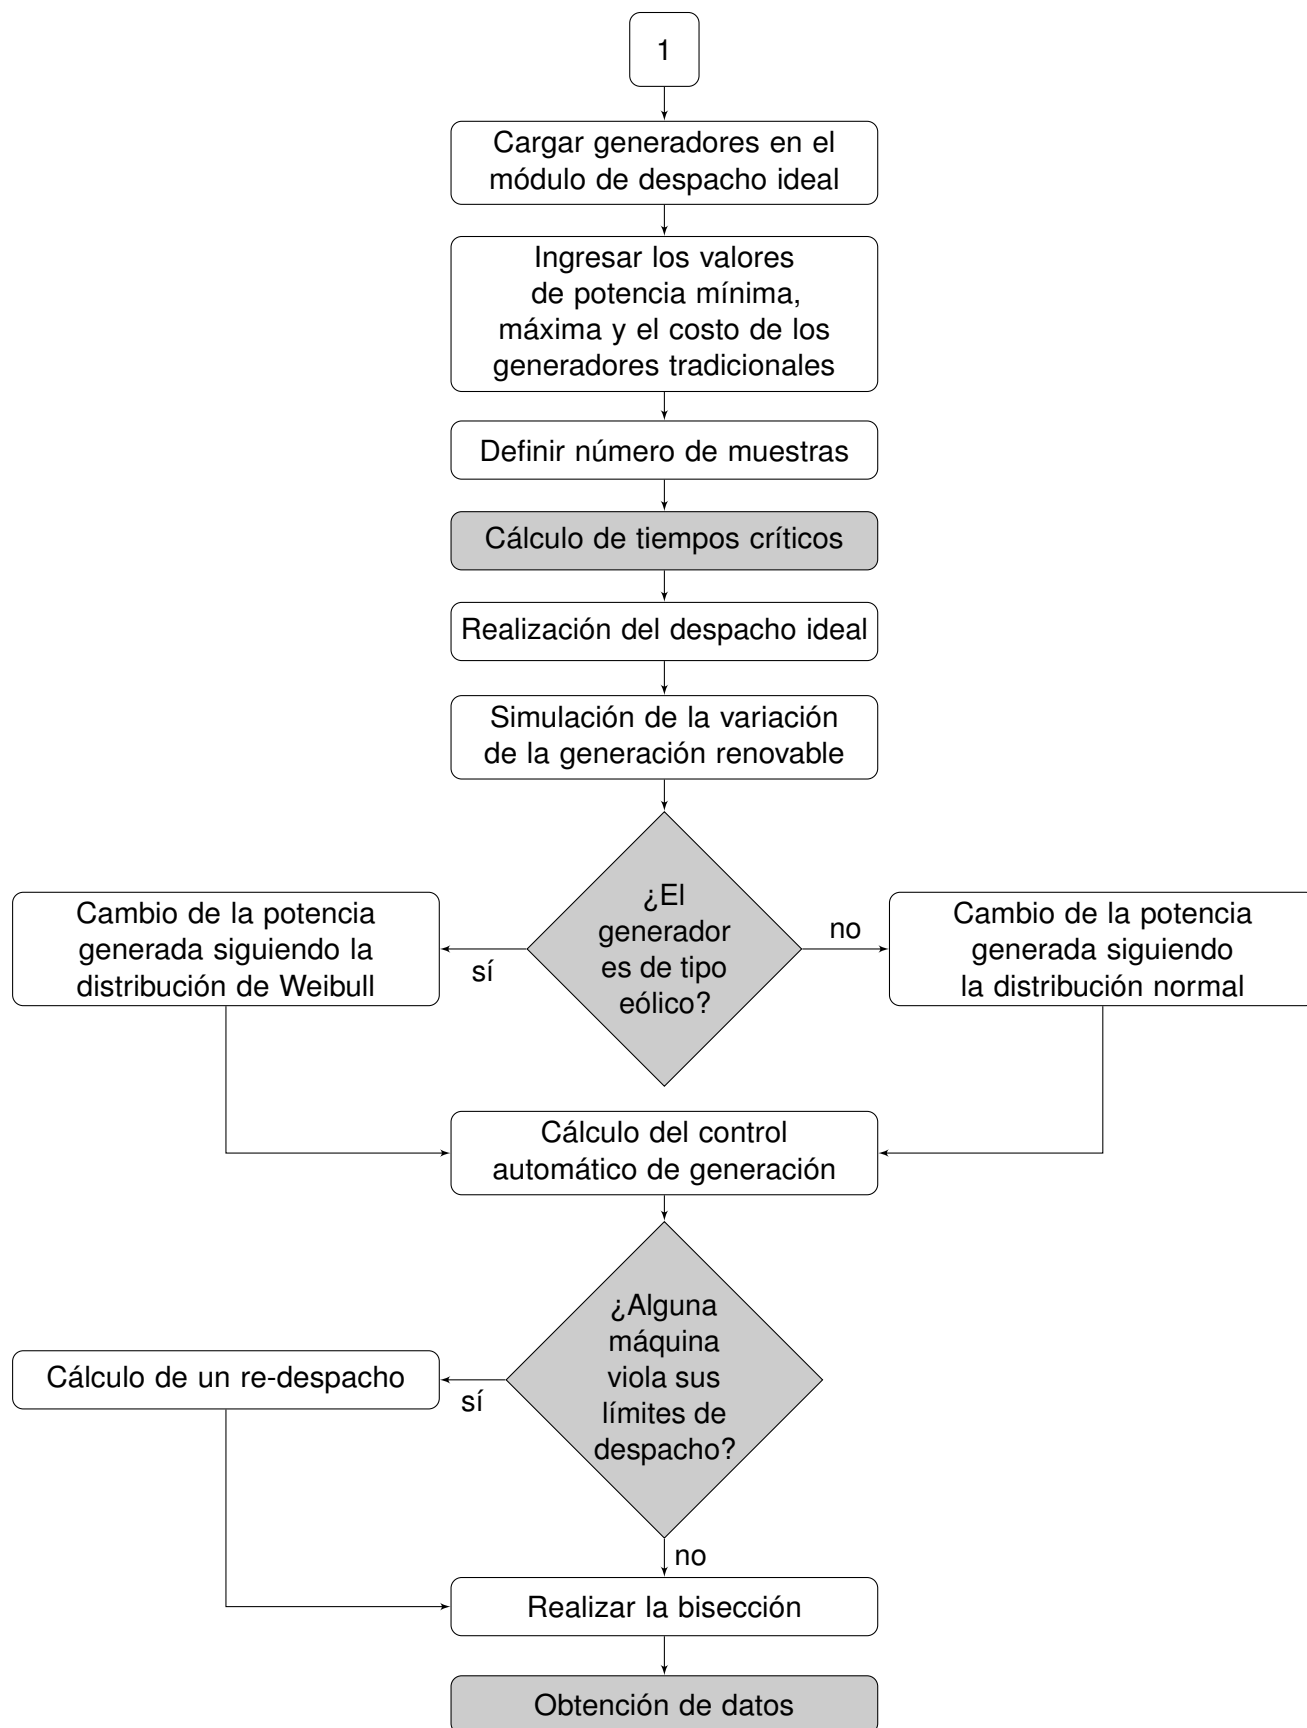 1
Cargar generadores en el
módulo de despacho ideal
Ingresar los valores
de potencia mínima,
máxima y el costo de los
generadores tradicionales
Definir número de muestras
Cálculo de tiempos críticos
Realización del despacho ideal
Simulación de la variación
de la generación renovable
¿El
generador
es de tipo
eólico?
sí
no
Cambio de la potencia
generada siguiendo la
distribución de Weibull
Cambio de la potencia
generada siguiendo
la distribución normal
Cálculo del control
automático de generación
¿Alguna
máquina
viola sus
límites de
despacho?
sí
Cálculo de un re-despacho
no
Realizar la bisección
Obtención de datos